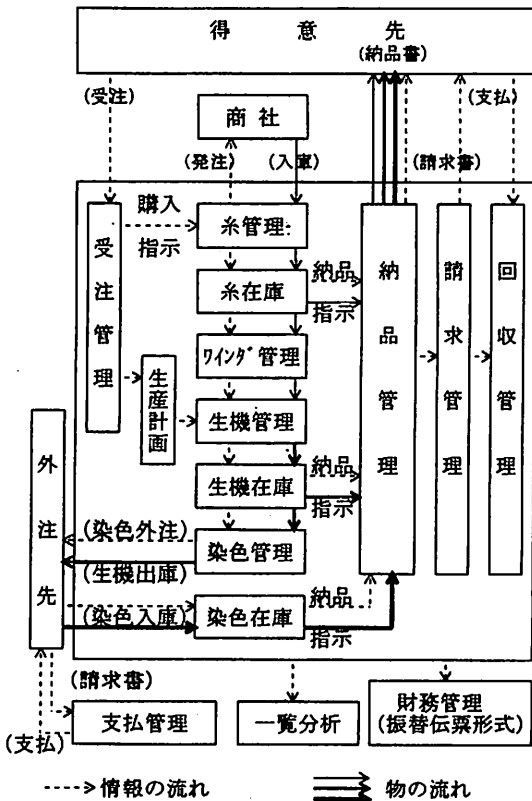 得意先
(納品書)
(受注)
(支払)
商社
(発注)
(入庫)
(請求書)
購入
指示
受注管理
糸管理
納品
指示
糸在庫
納品管理
請求管理
回収管理
ワインダ管理
生産計画
生機管理
外注先
納品
指示
生機在庫
(染色外注)
染色管理
(生機出庫)
(染色入庫)
納品
指示
染色在庫
(請求書)
支払管理
一覧分析
財務管理
(振替伝票形式)
(支払)
情報の流れ
物の流れ